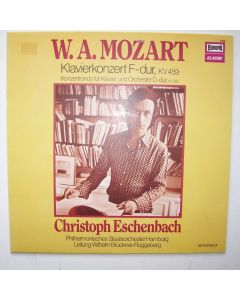 W. A. MOZART
EUROPA
KLASSIK
Klavierkonzert F-dur, KV 459
Konzertrondo für Klavier und Orchester D-dur, KV 382
Christoph Eschenbach
Philharmonisches Staatsorchester Hamburg
Leitung Wilhelm Brückner-Rüggeberg
STEREO